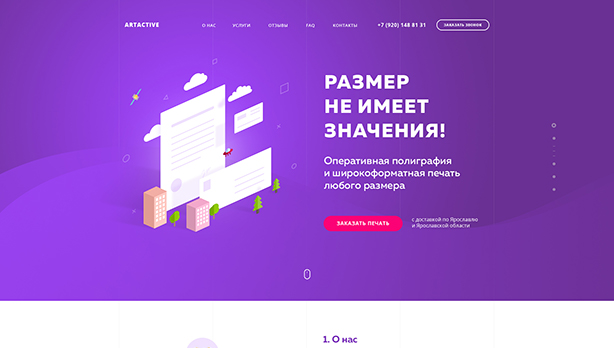 ARTACTIVE О НАС УСЛУГИ ОТЗЫВЫ FAQ КОНТАКТЫ +7 (920) 148 81 31 ЗАКАЗАТЬ ЗВОНОК
РАЗМЕР
НЕ ИМЕЕТ
ЗНАЧЕНИЯ!
Оперативная полиграфия
и широкоформатная печать
любого размера
ЗАКАЗАТЬ ПЕЧАТЬ
с доставкой по Ярославлю
и Ярославской области
1. О нас